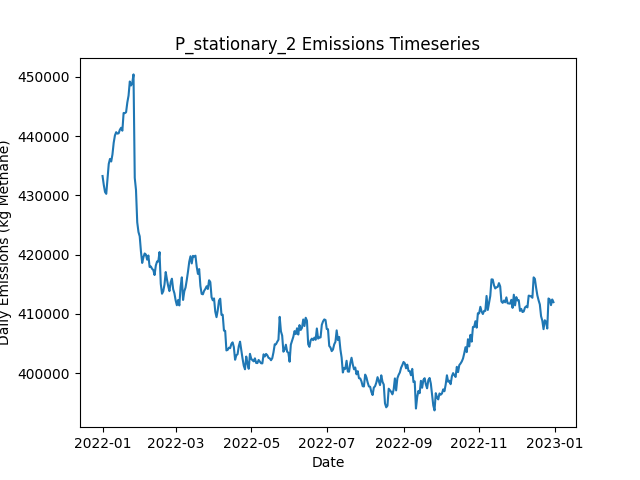 P_stationary_2 Emissions Timeseries
Daily Emissions (kg Methane)
450000
440000
430000
420000
410000
400000
2022-01 2022-03 2022-05 2022-07 2022-09 2022-11 2023-01
Date